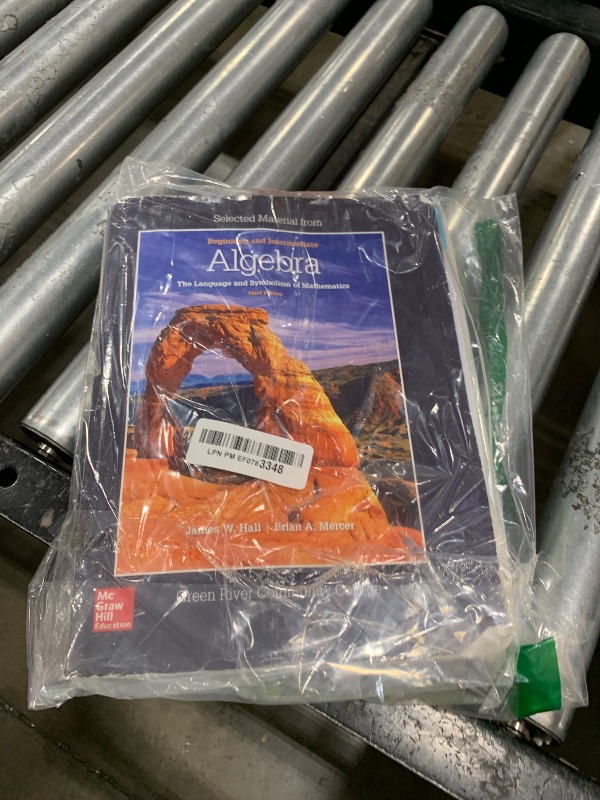 Selected Material from
Beginning and Intermediate
Algebra
The Language and Symbolism of Mathematics
Third Edition
LPN PM EF0763348
James W. Hall | Brian A. Mercer
Mc
Graw
Hill
Education
Green River Community College